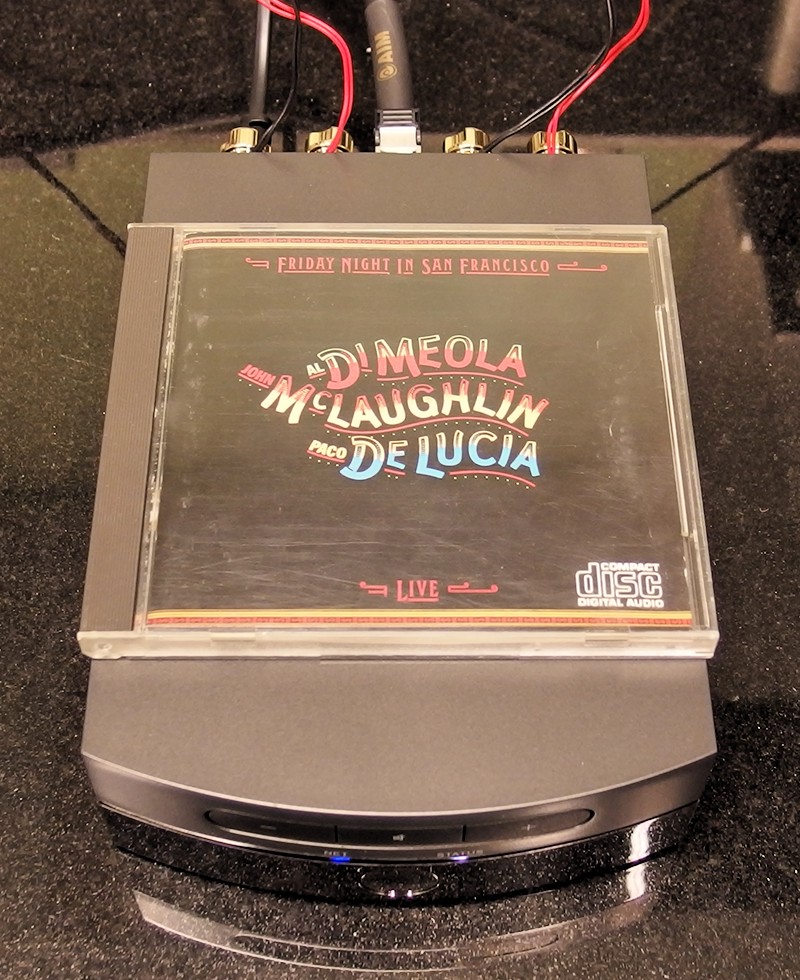 AIM
FRIDAY NIGHT IN SAN FRANCISCO
AL DI MEOLA
JOHN McLAUGHLIN
PACO DE LUCIA
LIVE
COMPACT
disc
DIGITAL AUDIO
NET STATUS